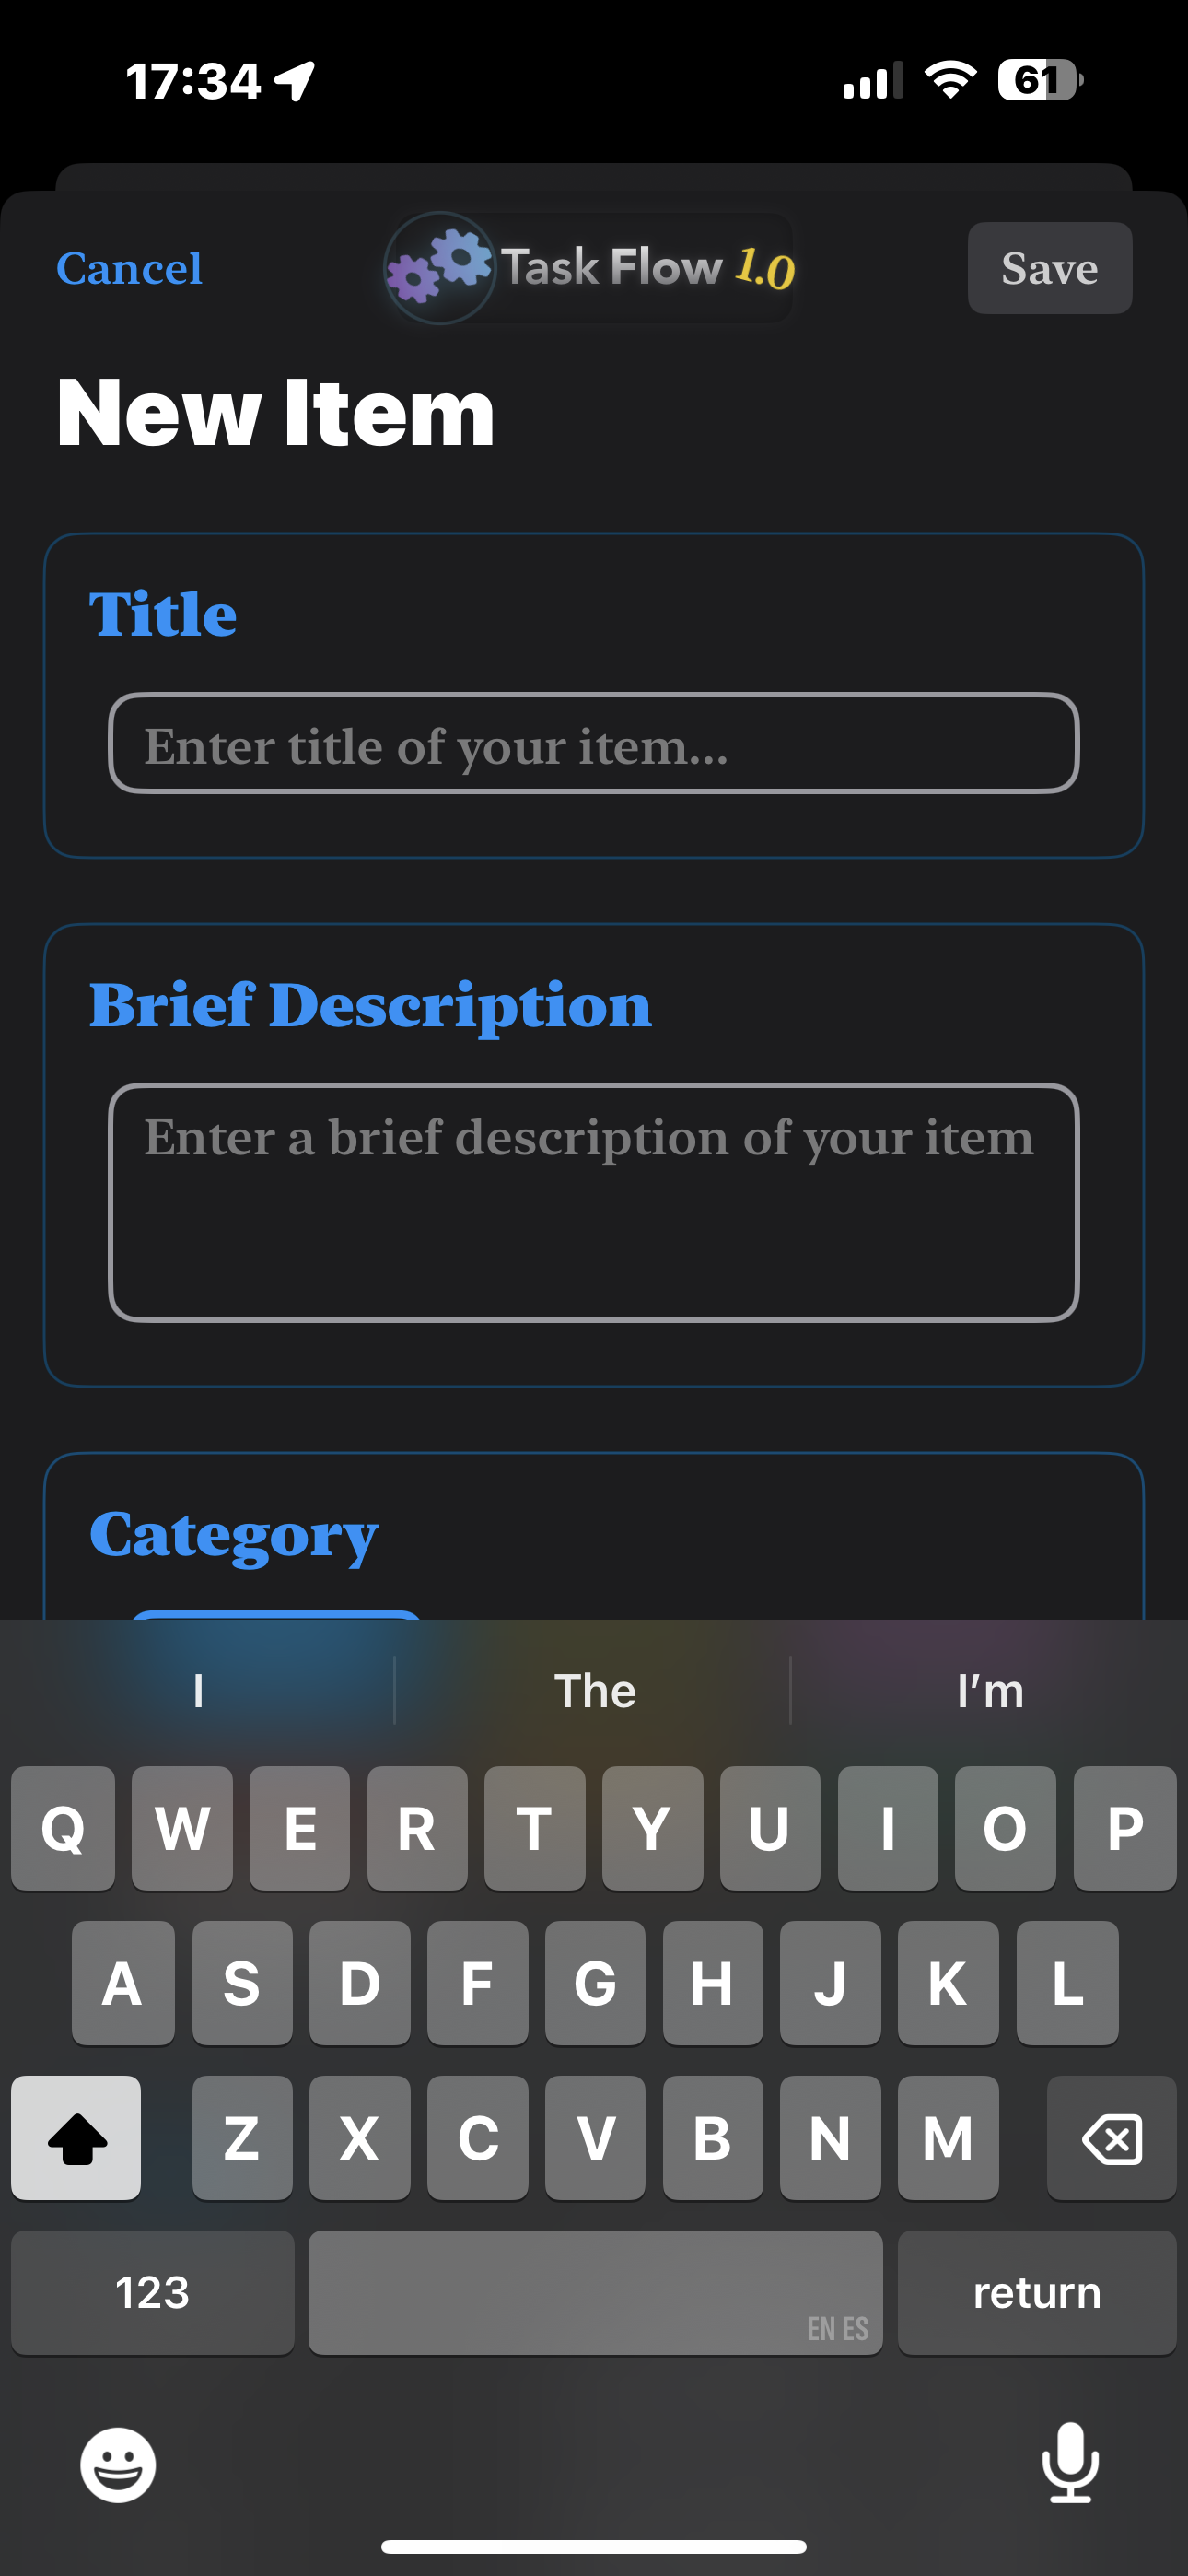 17:34
61
Cancel
Task Flow 1.0
Save
New Item
Title
Enter title of your item...
Brief Description
Enter a brief description of your item
Category
I The I'm
Q W E R T Y U I O P
A S D F G H J K L
Z X C V B N M
123
EN ES
return